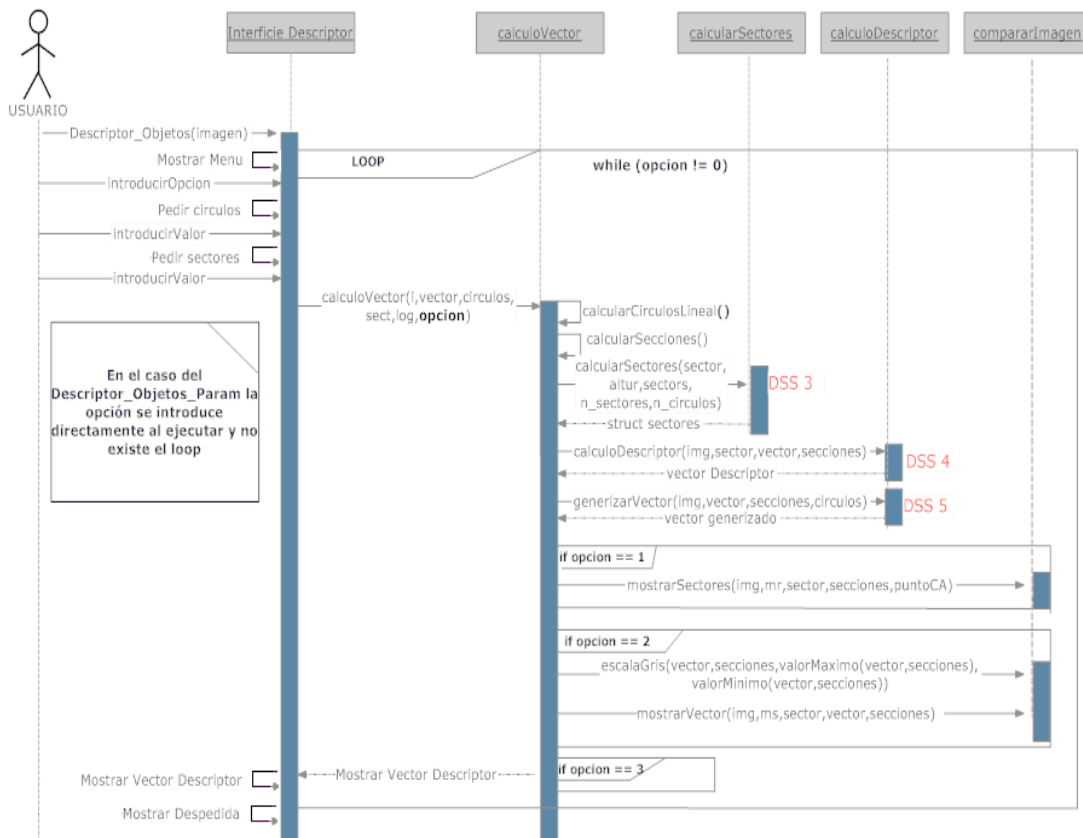 Interficie Descriptor
calculoVector
calcularSectores
calculoDescriptor
compararImagen
USUARIO
Descriptor_Objetos(imagen)
Mostrar Menu
LOOP
while (opcion != 0)
introducirOpcion
Pedir circulos
introducirValor
Pedir sectores
introducirValor
calculoVector(i,vector,circulos,
sect,log,opcion)
calcularCirculosLineal()
calcularSecciones()
En el caso del
Descriptor_Objetos_Param la
opción se introduce
directamente al ejecutar y no
existe el loop
calcularSectores(sector,
altur,sectors,
n_sectores,n_circulos)
DSS 3
struct sectores
calculoDescriptor(img,sector,vector,secciones)
DSS 4
vector Descriptor
generizarVector(img,vector,secciones,circulos)
DSS 5
vector generizado
if opcion == 1
mostrarSectores(img,mr,sector,secciones,puntoCA)
if opcion == 2
escalaGris(vector,secciones,valorMaximo(vector,secciones),
valorMinimo(vector,secciones))
mostrarVector(img,ms,sector,vector,secciones)
if opcion == 3
Mostrar Vector Descriptor
Mostrar Vector Descriptor
Mostrar Despedida